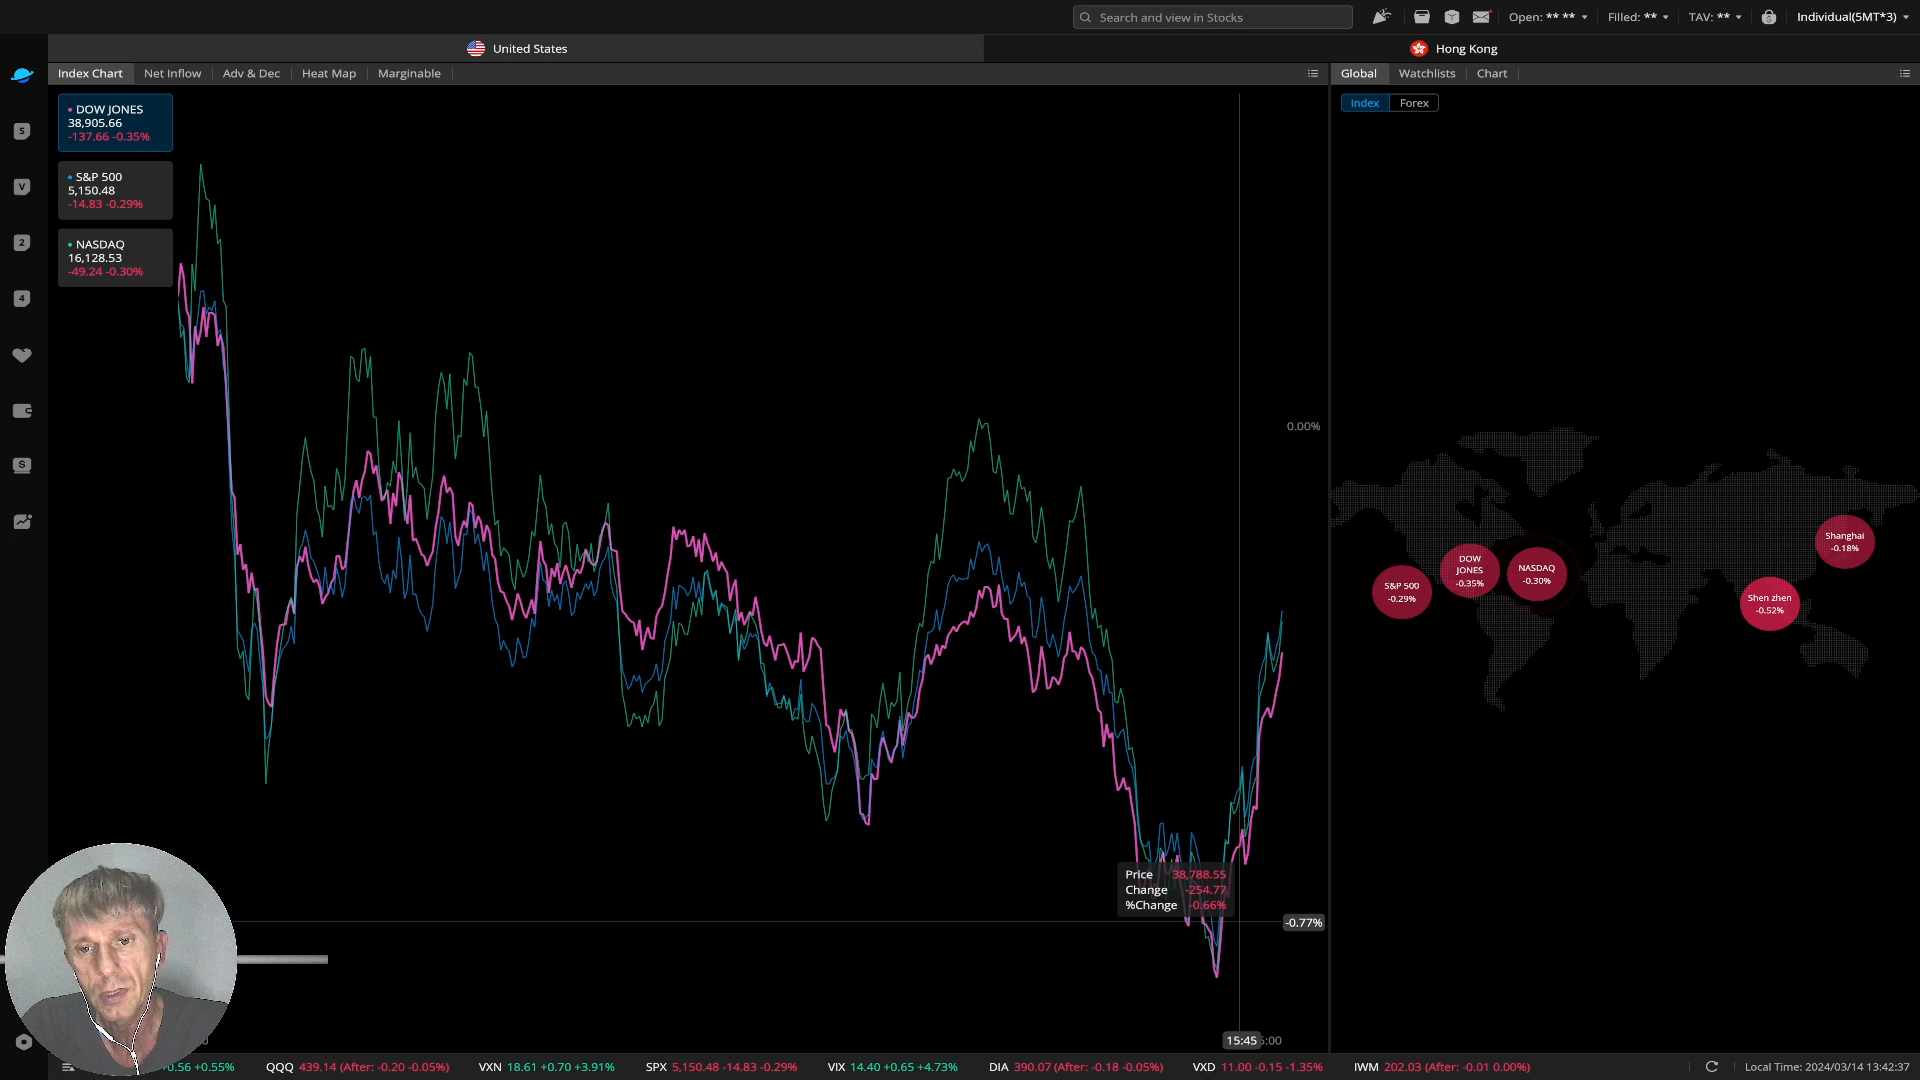 Search and view in Stocks
Open: ** **
Filled: **
TAV: **
Individual(5MT*3)
United States
Hong Kong
Index Chart
Net Inflow
Adv & Dec
Heat Map
Marginable
Global
Watchlists
Chart
S
V
2
4
$
DOW JONES
38,905.66
-137.66 -0.35%
S&P 500
5,150.48
-14.83 -0.29%
NASDAQ
16,128.53
-49.24 -0.30%
Index
Forex
0.00%
S&P 500
-0.29%
DOW
JONES
-0.35%
NASDAQ
-0.30%
Shanghai
-0.18%
Shen zhen
-0.52%
Price 38,788.55
Change -254.77
%Change -0.66%
-0.77%
15:45
+0.56 +0.55%
QQQ 439.14 (After: -0.20 -0.05%)
VXN 18.61 +0.70 +3.91%
SPX 5,150.48 -14.83 -0.29%
VIX 14.40 +0.65 +4.73%
DIA 390.07 (After: -0.18 -0.05%)
VXD 11.00 -0.15 -1.35%
IWM 202.03 (After: -0.01 0.00%)
Local Time: 2024/03/14 13:42:37